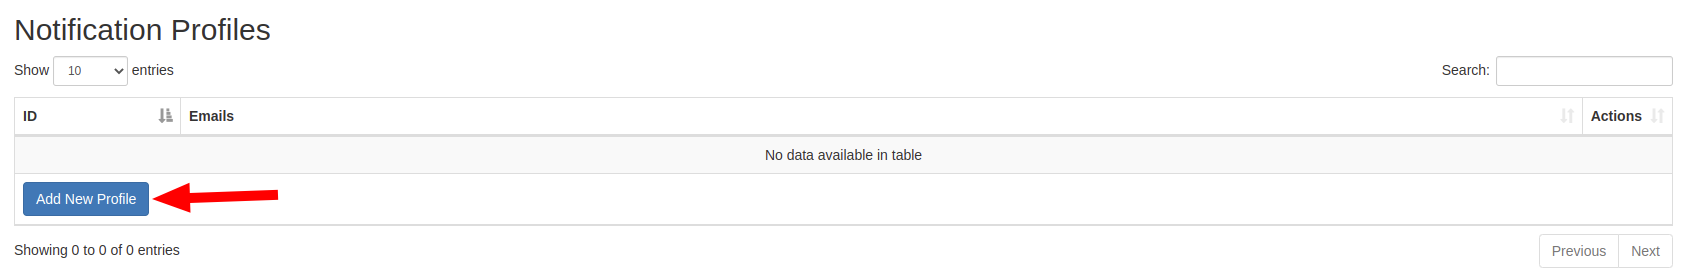 Notification Profiles
Show 10 entries Search:
ID Emails Actions
No data available in table
Add New Profile
Showing 0 to 0 of 0 entries Previous Next